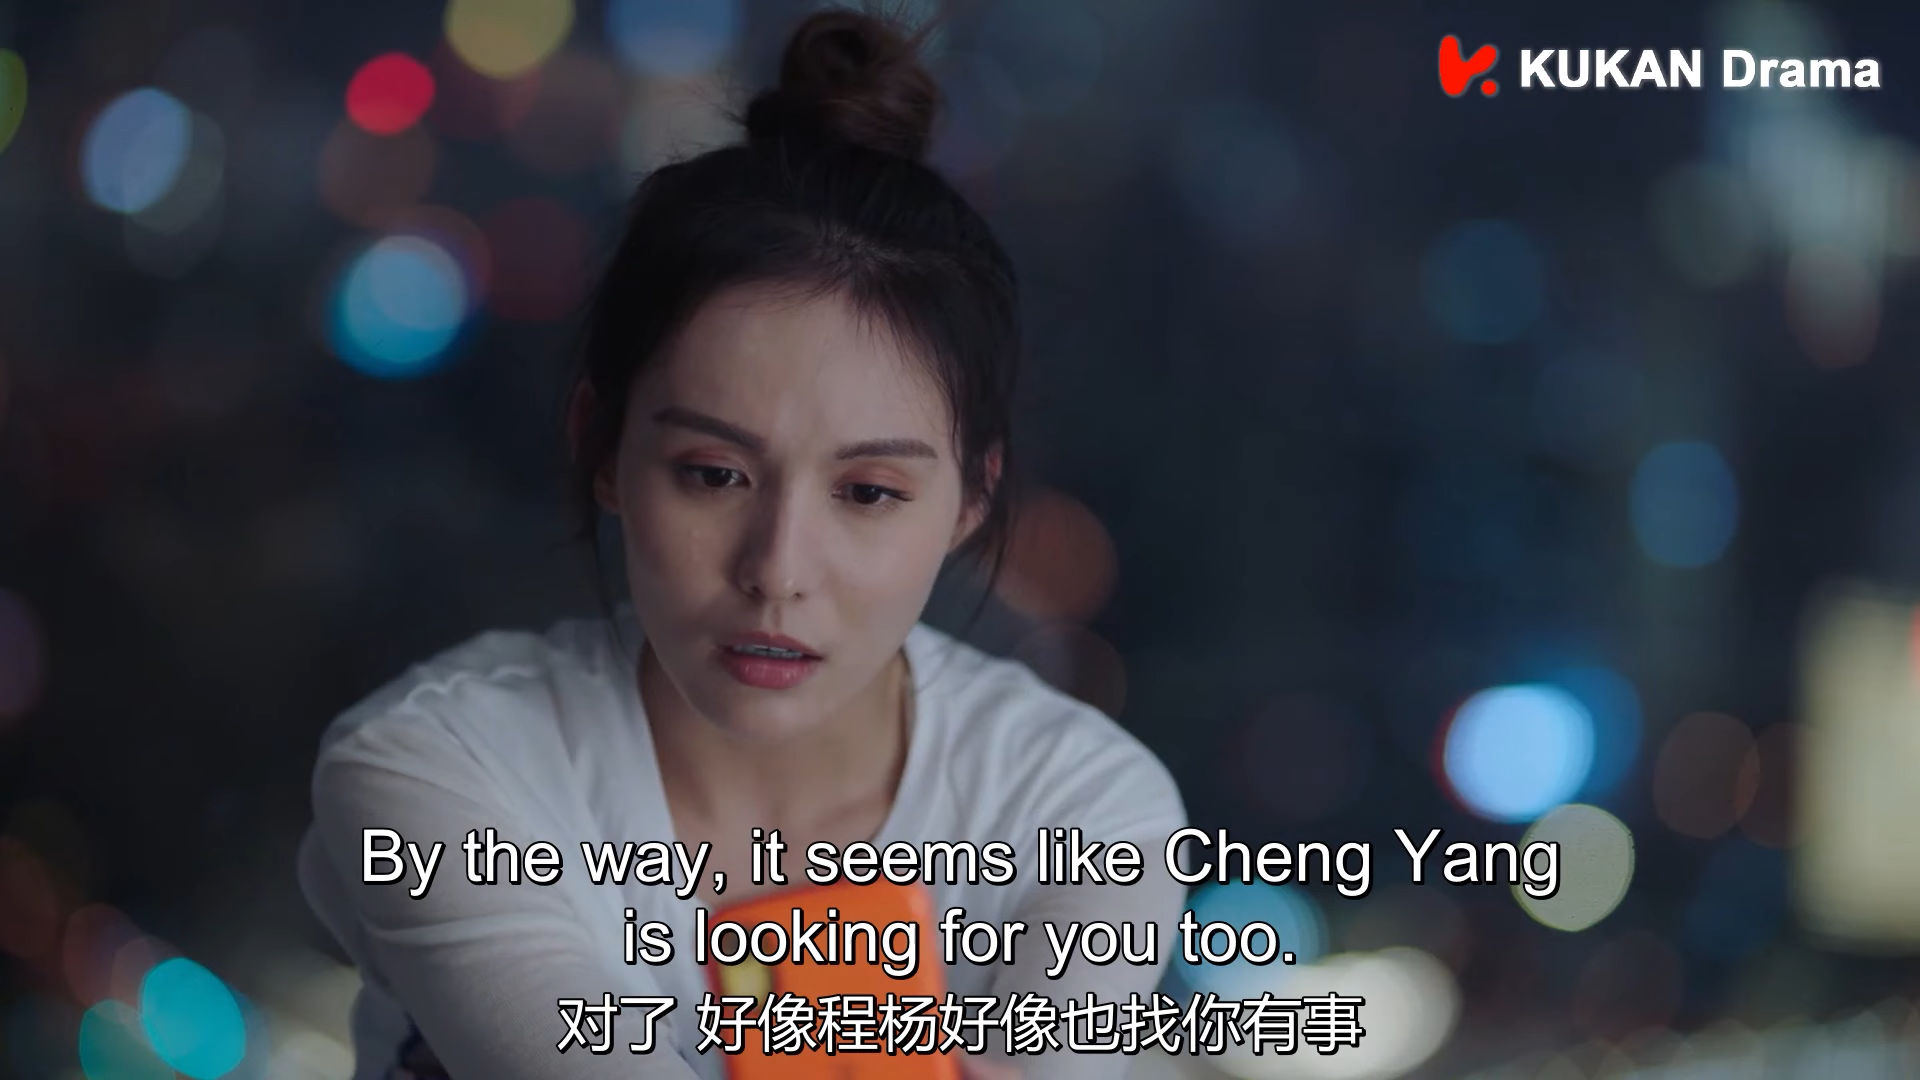 KUKAN Drama
By the way, it seems like Cheng Yang
is looking for you too.
对了 好像程杨好像也找你有事